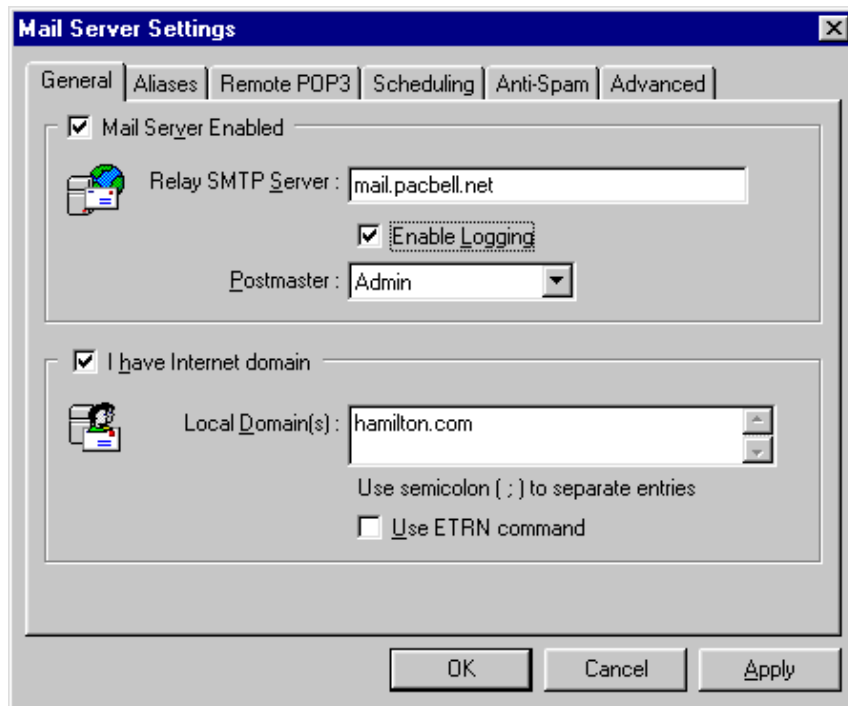 Mail Server Settings
General Aliases Remote POP3 Scheduling Anti-Spam Advanced
Mail Server Enabled
Relay SMTP Server : mail.pacbell.net
Enable Logging
Postmaster : Admin
I have Internet domain
Local Domain(s) : hamilton.com
Use semicolon ( ; ) to separate entries
Use ETRN command
OK Cancel Apply